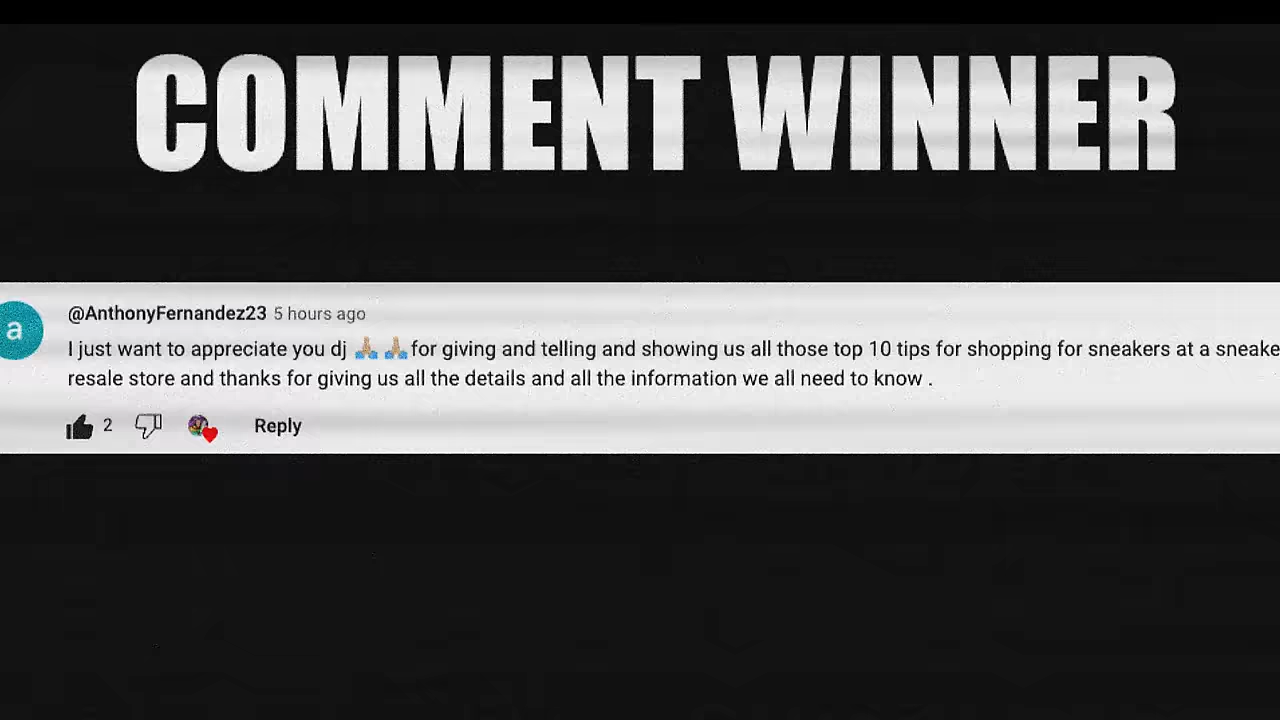 COMMENT WINNER
a
@AnthonyFernandez23 5 hours ago
I just want to appreciate you dj 🙏🏼 🙏🏼for giving and telling and showing us all those top 10 tips for shopping for sneakers at a sneake
resale store and thanks for giving us all the details and all the information we all need to know .
2 Reply